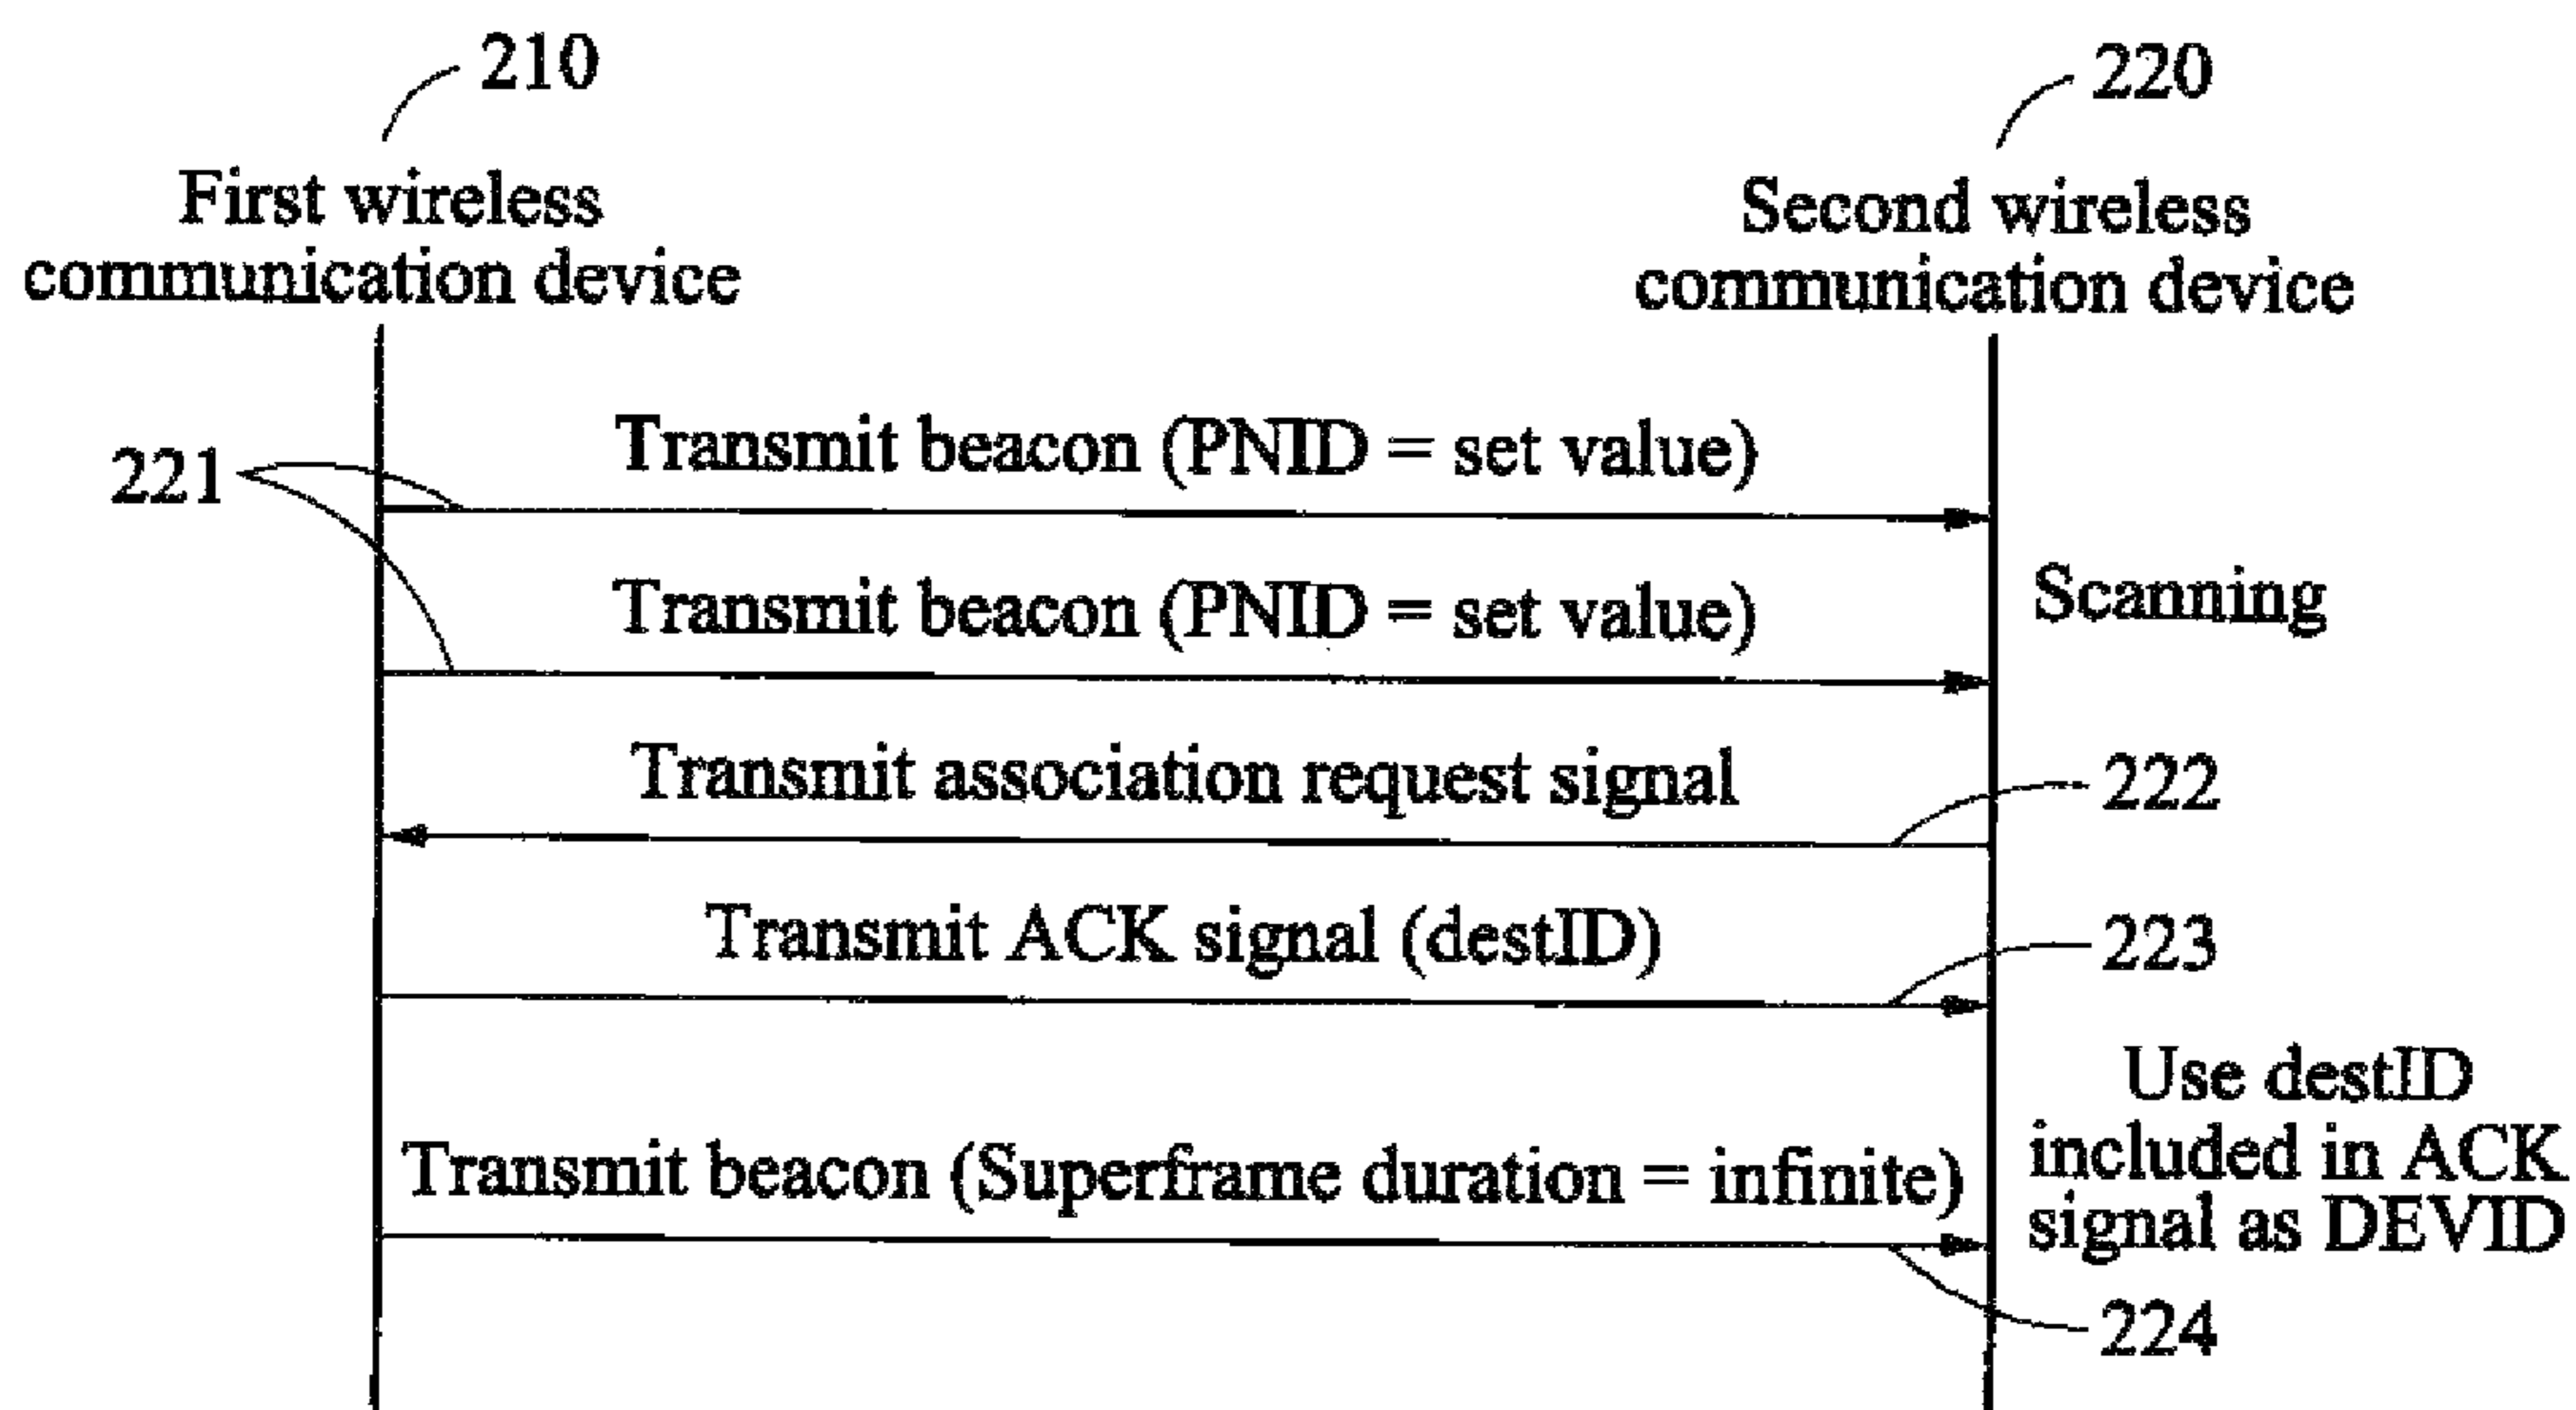 210
220
First wireless
communication device
Second wireless
communication device
Transmit beacon (PNID = set value)
221
Transmit beacon (PNID = set value)
Scanning
Transmit association request signal
222
Transmit ACK signal (destID)
223
Transmit beacon (Superframe duration = infinite)
Use destID
included in ACK
signal as DEVID
224